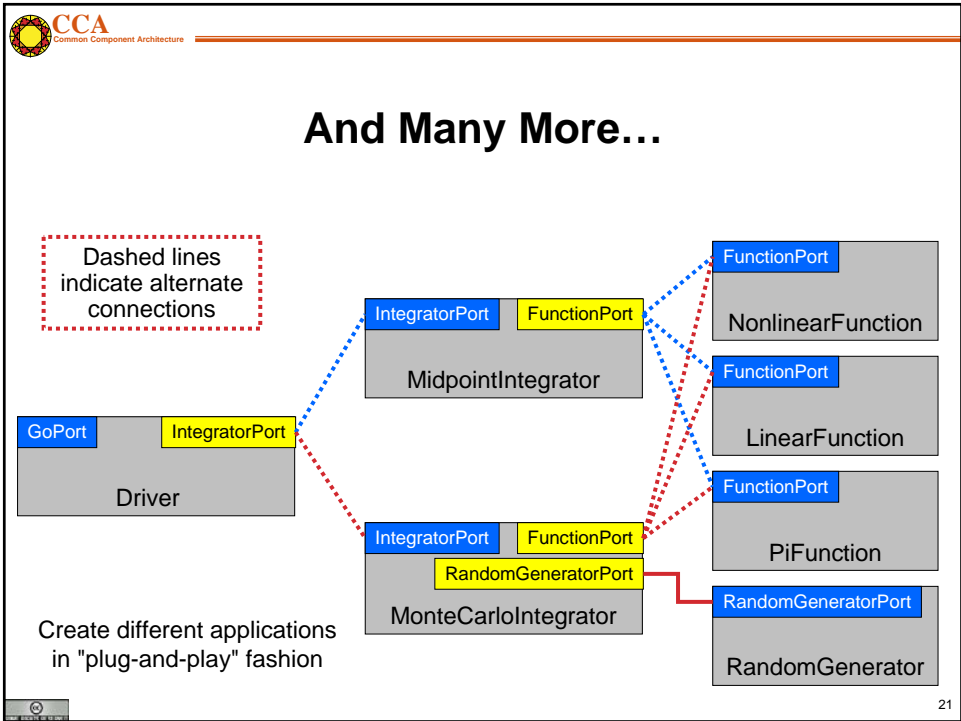 CCA
Common Component Architecture
And Many More…
Dashed lines
indicate alternate
connections
GoPort
IntegratorPort
Driver
IntegratorPort
FunctionPort
MidpointIntegrator
IntegratorPort
FunctionPort
RandomGeneratorPort
MonteCarloIntegrator
FunctionPort
NonlinearFunction
FunctionPort
LinearFunction
FunctionPort
PiFunction
RandomGeneratorPort
RandomGenerator
Create different applications
in "plug-and-play" fashion
21